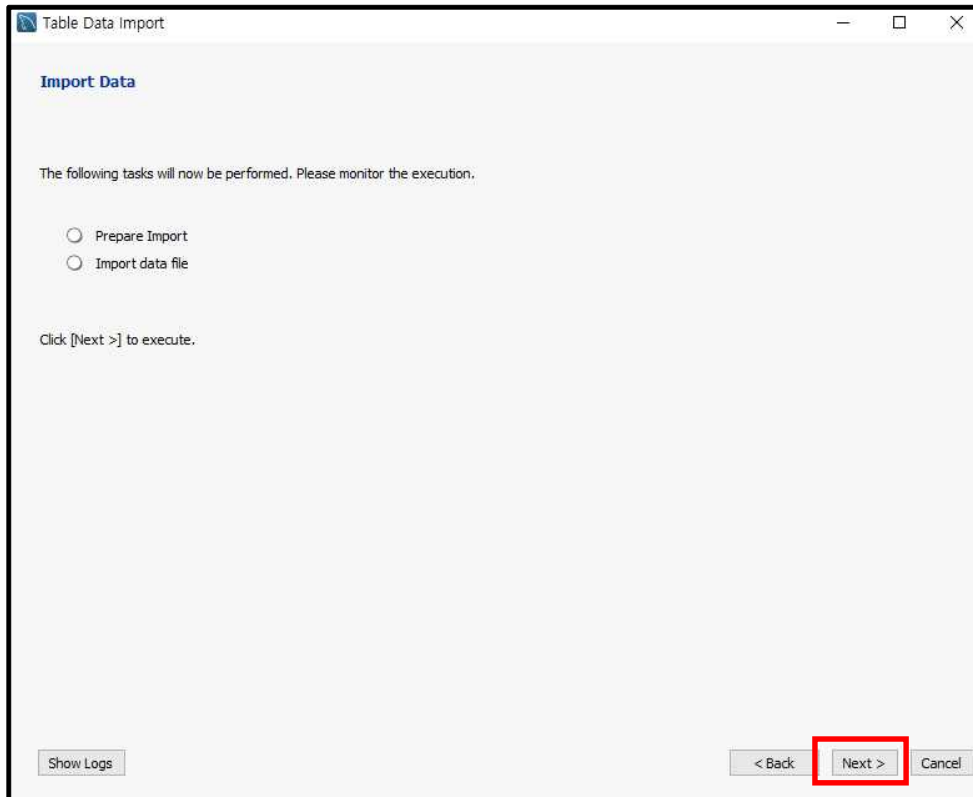 Table Data Import
Import Data
The following tasks will now be performed. Please monitor the execution.
Prepare Import
Import data file
Click [Next >] to execute.
Show Logs
< Back
Next >
Cancel